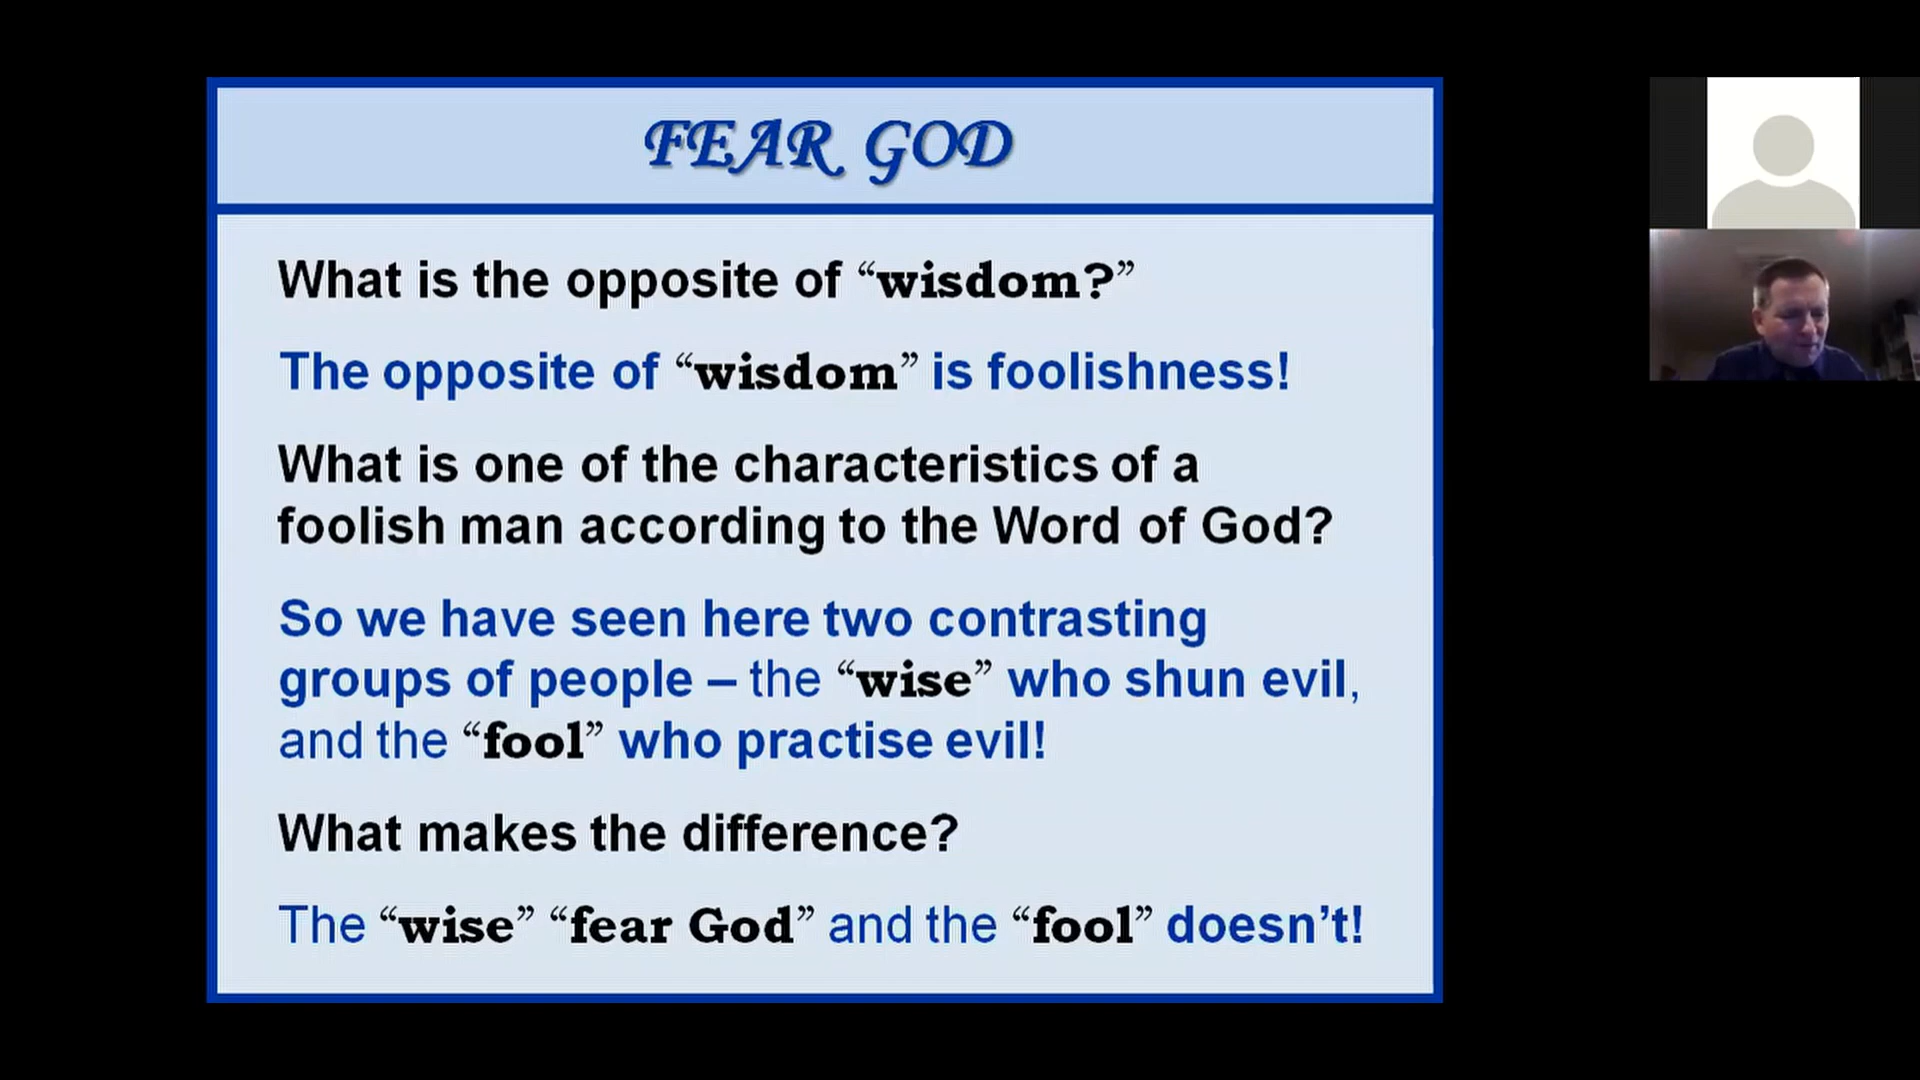 FEAR GOD
What is the opposite of “wisdom?”
The opposite of “wisdom” is foolishness!
What is one of the characteristics of a
foolish man according to the Word of God?
So we have seen here two contrasting
groups of people – the “wise” who shun evil,
and the “fool” who practise evil!
What makes the difference?
The “wise” “fear God” and the “fool” doesn’t!